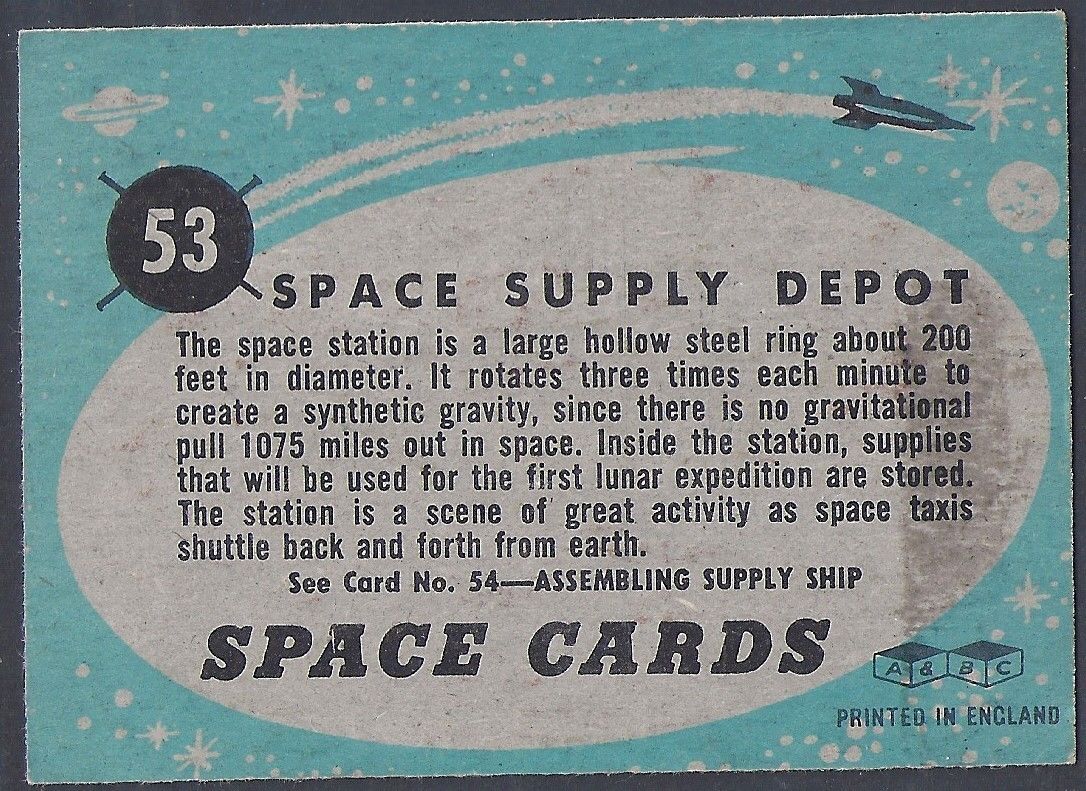 53
SPACE SUPPLY DEPOT
The space station is a large hollow steel ring about 200
feet in diameter. It rotates three times each minute to
create a synthetic gravity, since there is no gravitational
pull 1075 miles out in space. Inside the station, supplies
that will be used for the first lunar expedition are stored.
The station is a scene of great activity as space taxis
shuttle back and forth from earth.
See Card No. 54—ASSEMBLING SUPPLY SHIP
SPACE CARDS
A & B C
PRINTED IN ENGLAND